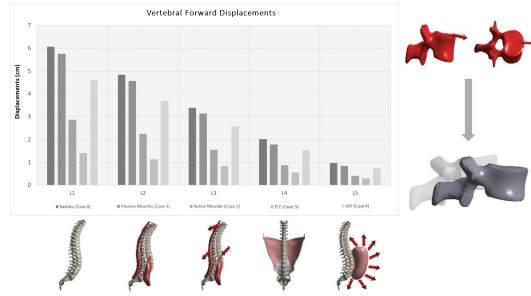 Vertebral Forward Displacements
Displacements (cm)
7
6
5
4
3
2
1
0
L1 L2 L3 L4 L5
Baseline (Case 0) Passive Muscles (Case 1) Active Muscles (Case 2) TLF (Case 3) IAP (Case 4)